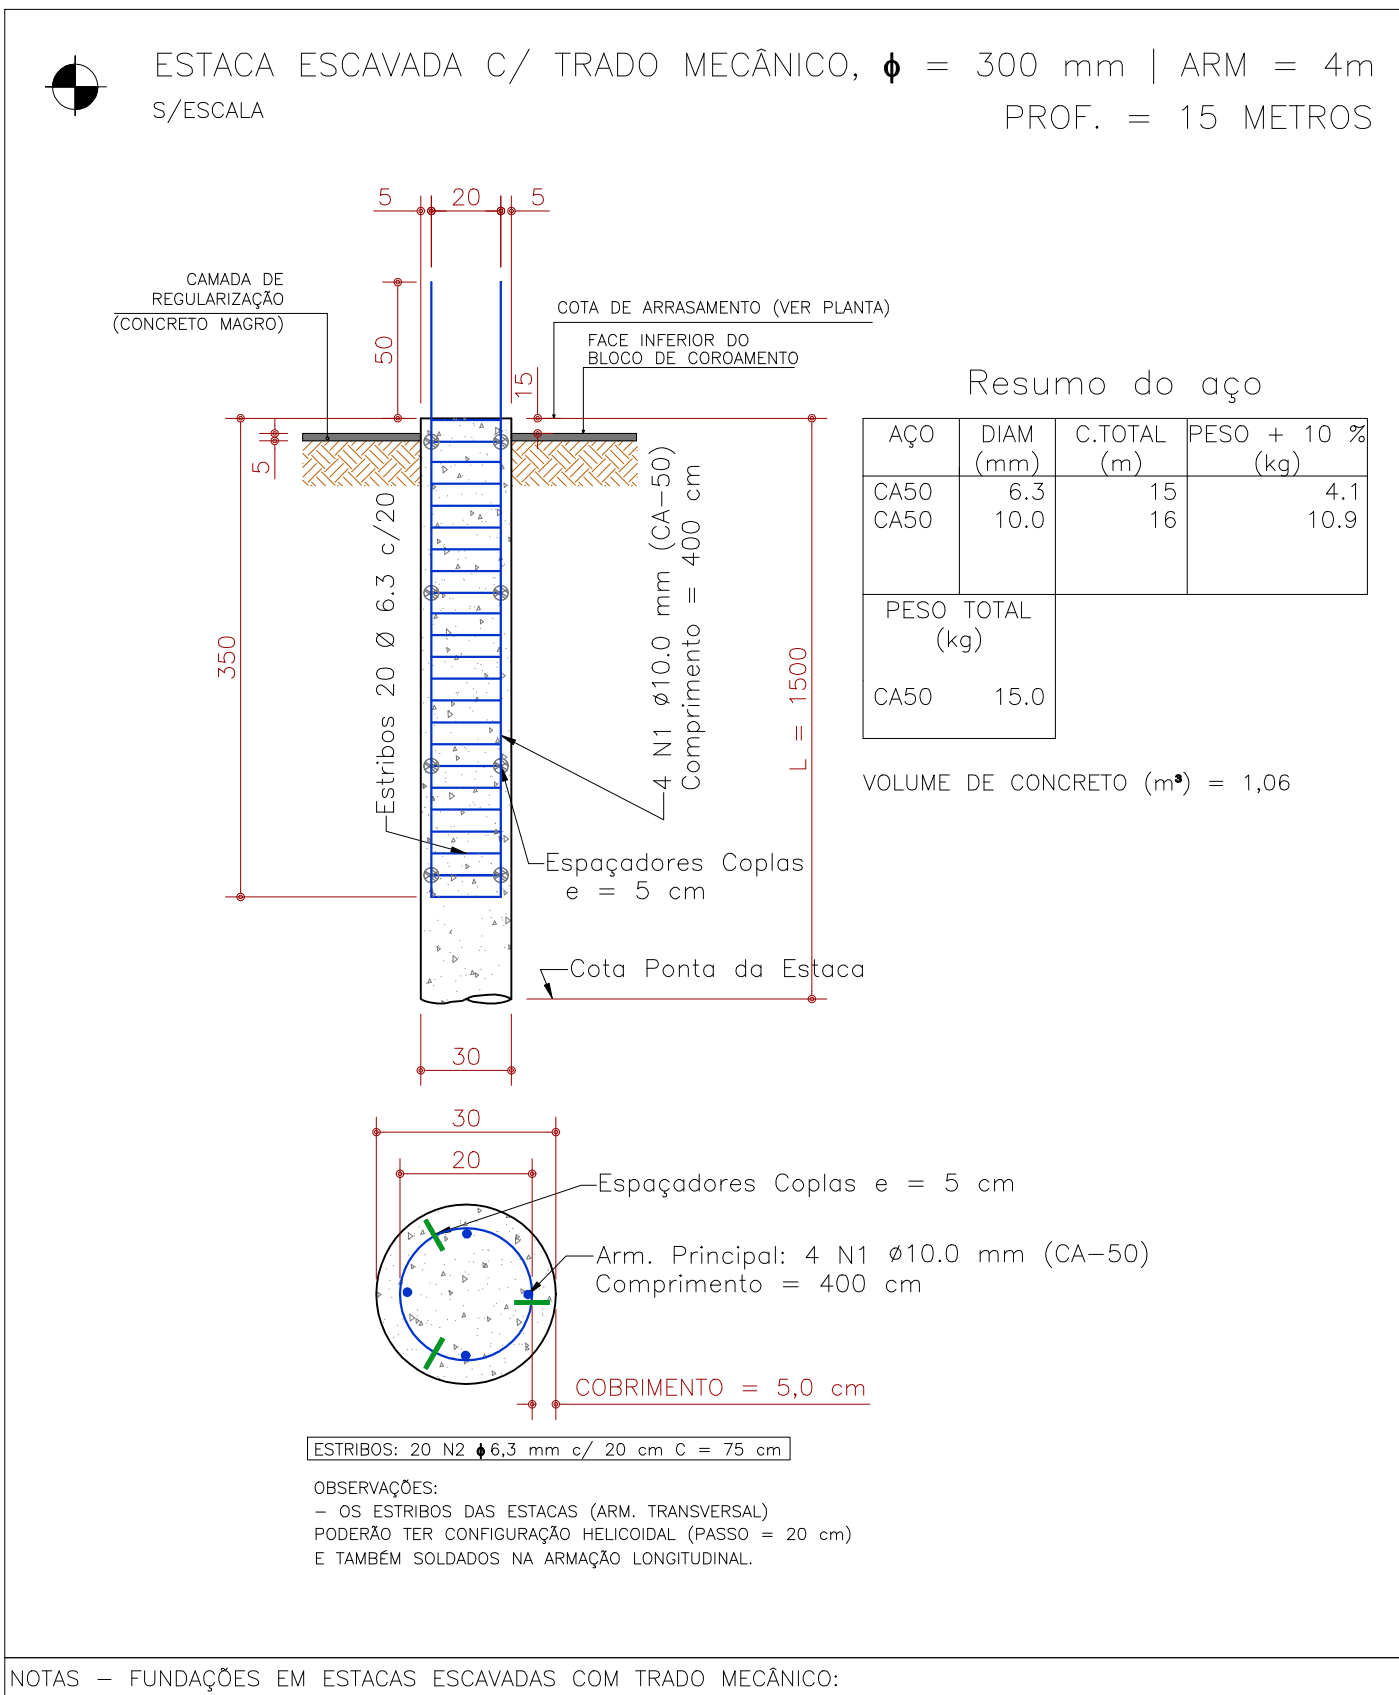 ESTACA ESCAVADA C/ TRADO MECÂNICO, ϕ = 300 mm | ARM = 4m
S/ESCALA
PROF. = 15 METROS
5
20
5
CAMADA DE
REGULARIZAÇÃO
(CONCRETO MAGRO)
50
COTA DE ARRASAMENTO (VER PLANTA)
FACE INFERIOR DO
BLOCO DE COROAMENTO
15
5
350
Estribos 20 Ø 6.3 c/20
4 N1 Ø10.0 mm (CA-50)
Comprimento = 400 cm
L = 1500
Espaçadores Coplas
e = 5 cm
Cota Ponta da Estaca
30
Resumo do aço
AÇO DIAM C.TOTAL PESO + 10 %
(mm) (m) (kg)
CA50 6.3 15 4.1
CA50 10.0 16 10.9
PESO TOTAL
(kg)
CA50 15.0
VOLUME DE CONCRETO (m³) = 1,06
30
20
Espaçadores Coplas e = 5 cm
Arm. Principal: 4 N1 Ø10.0 mm (CA-50)
Comprimento = 400 cm
COBRIMENTO = 5,0 cm
ESTRIBOS: 20 N2 ϕ 6,3 mm c/ 20 cm C = 75 cm
OBSERVAÇÕES:
- OS ESTRIBOS DAS ESTACAS (ARM. TRANSVERSAL)
PODERÃO TER CONFIGURAÇÃO HELICOIDAL (PASSO = 20 cm)
E TAMBÉM SOLDADOS NA ARMAÇÃO LONGITUDINAL.
NOTAS - FUNDAÇÕES EM ESTACAS ESCAVADAS COM TRADO MECÂNICO: